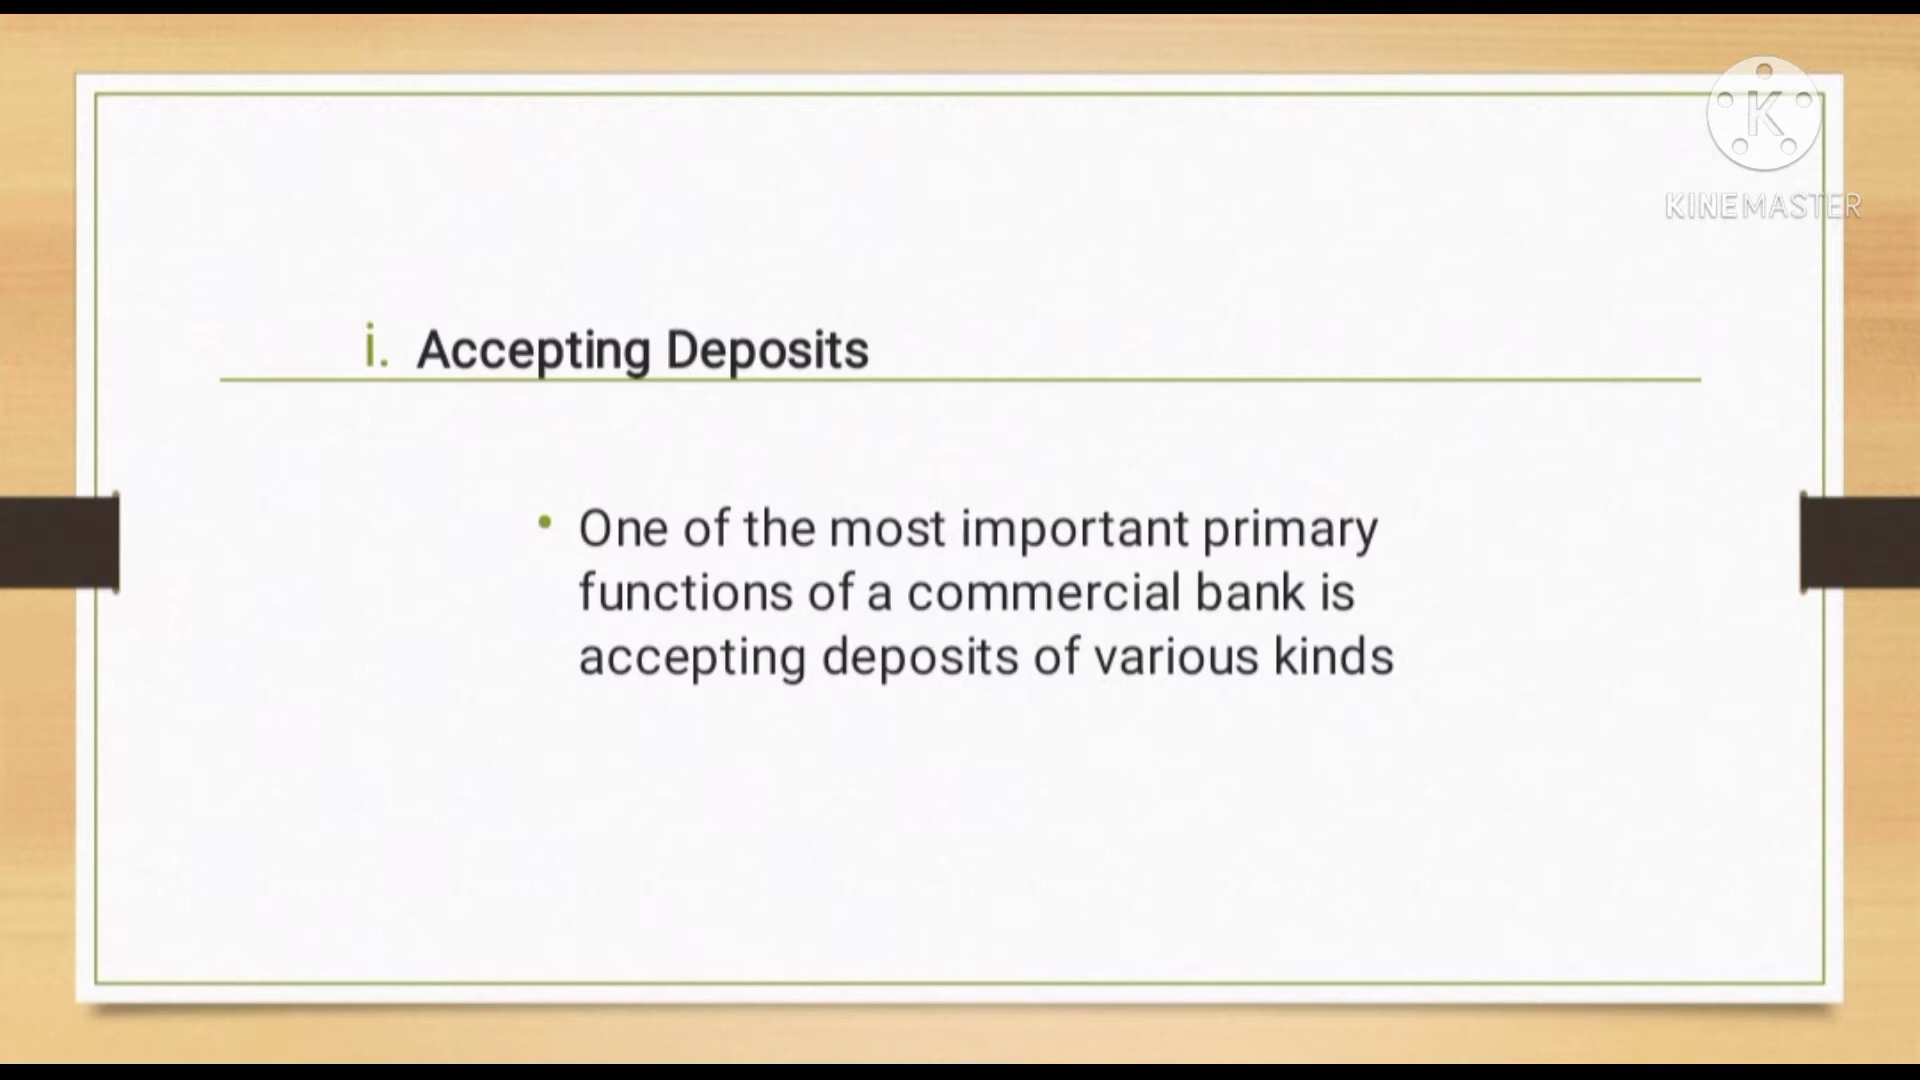 K
KINEMASTER
i. Accepting Deposits
• One of the most important primary
functions of a commercial bank is
accepting deposits of various kinds